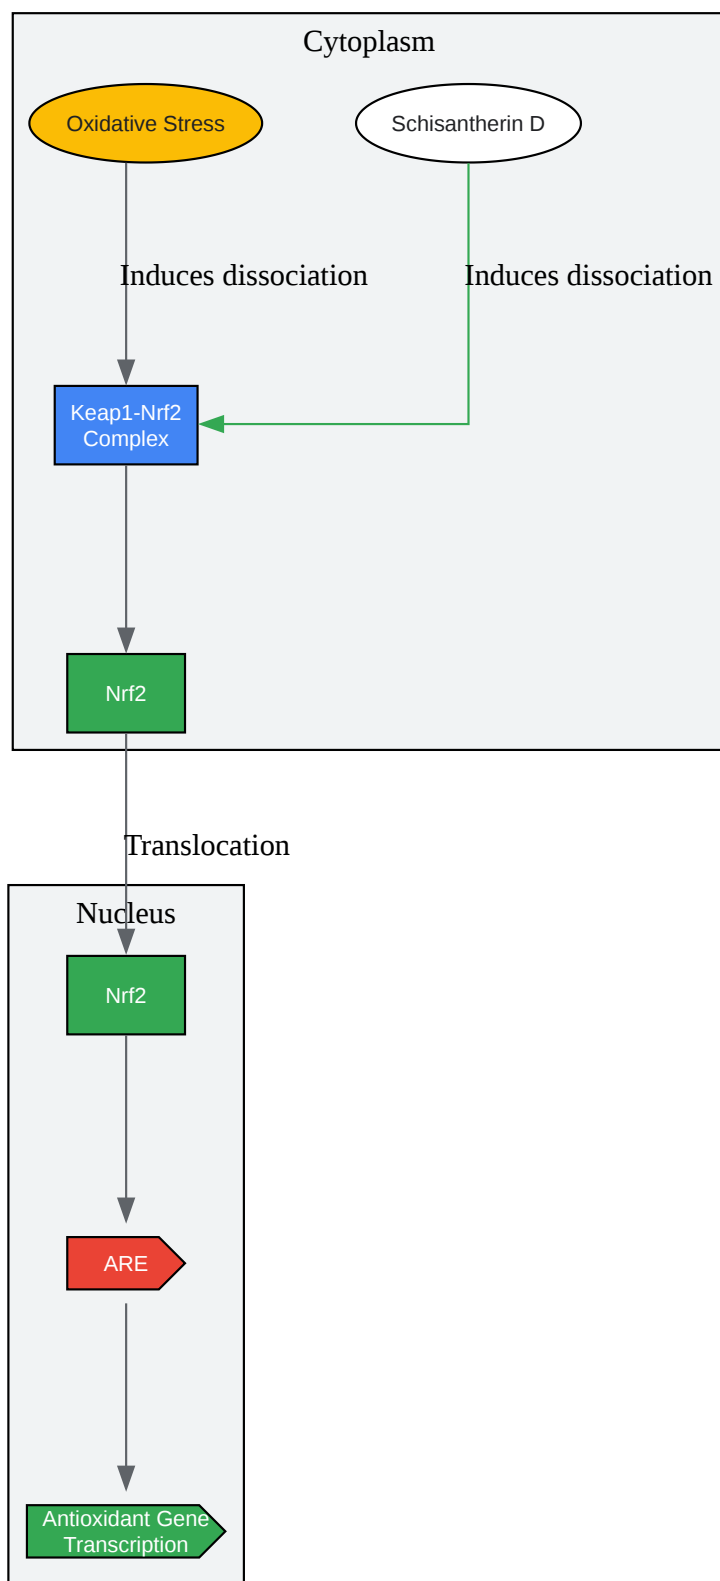 Cytoplasm
Oxidative Stress
Schisantherin D
Induces dissociation
Induces dissociation
Keap1-Nrf2
Complex
Nrf2
Translocation
Nucleus
Nrf2
ARE
Antioxidant Gene
Transcription